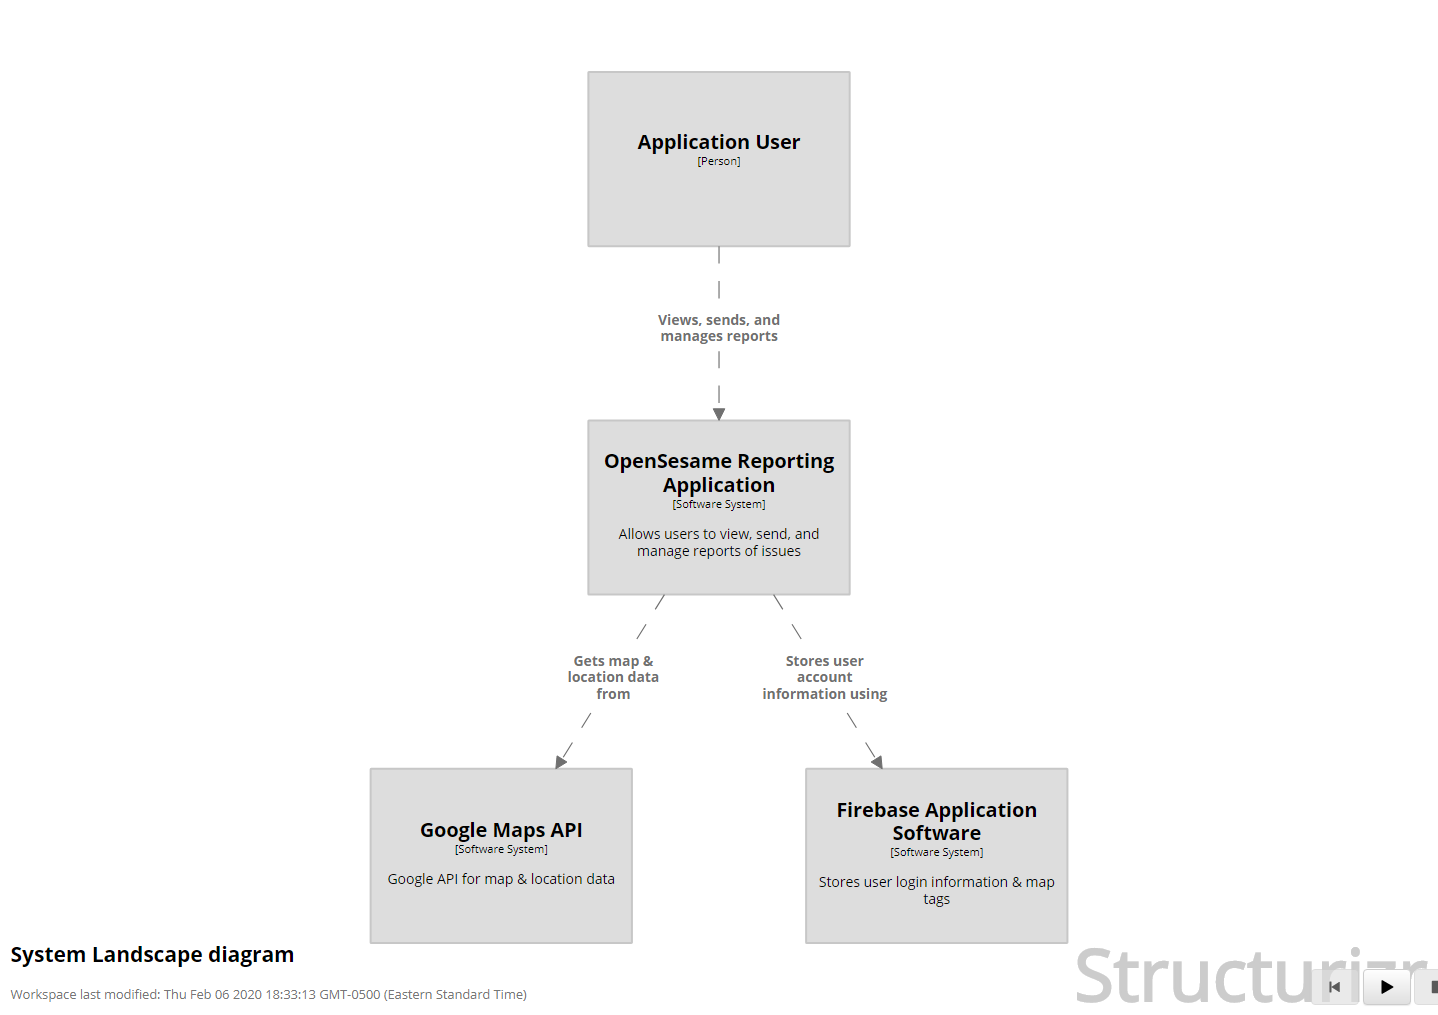 Application User
[Person]
Views, sends, and
manages reports
OpenSesame Reporting
Application
[Software System]
Allows users to view, send, and
manage reports of issues
Gets map &
location data
from
Stores user
account
information using
Google Maps API
[Software System]
Google API for map & location data
Firebase Application
Software
[Software System]
Stores user login information & map
tags
System Landscape diagram
Workspace last modified: Thu Feb 06 2020 18:33:13 GMT-0500 (Eastern Standard Time)
Structurizr